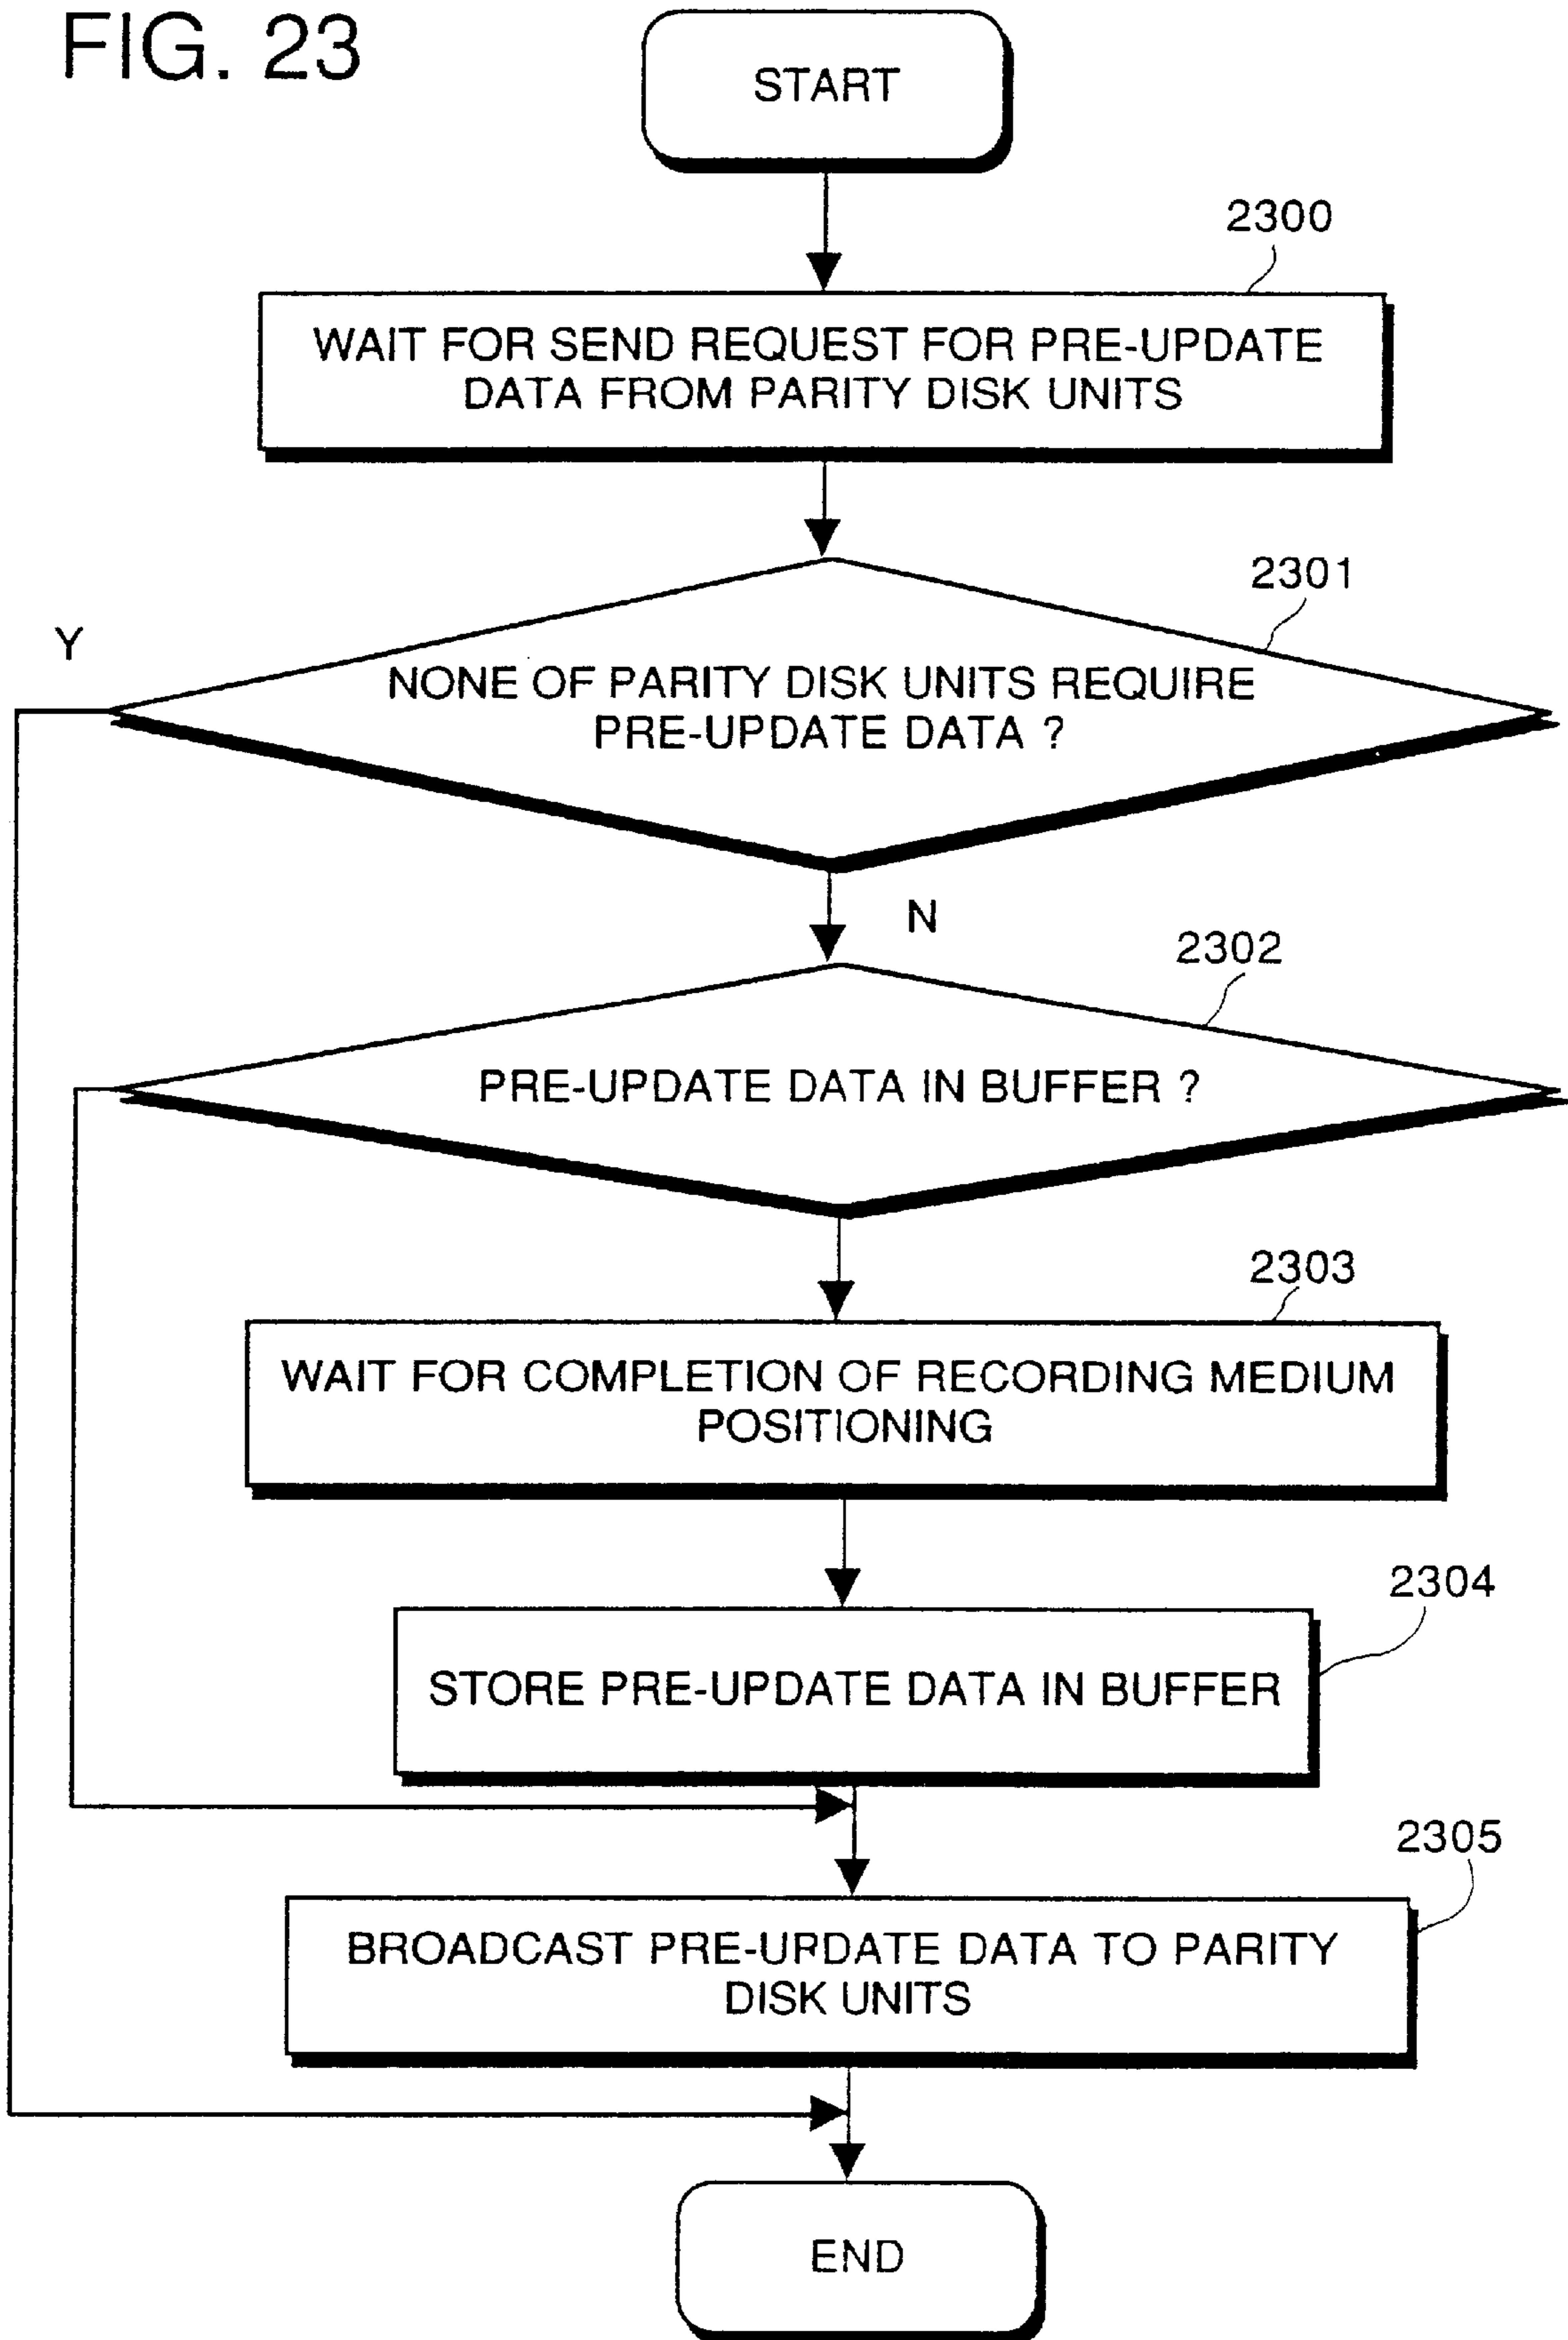 FIG. 23
START
2300
WAIT FOR SEND REQUEST FOR PRE-UPDATE
DATA FROM PARITY DISK UNITS
2301
Y
NONE OF PARITY DISK UNITS REQUIRE
PRE-UPDATE DATA ?
N
2302
PRE-UPDATE DATA IN BUFFER ?
2303
WAIT FOR COMPLETION OF RECORDING MEDIUM
POSITIONING
2304
STORE PRE-UPDATE DATA IN BUFFER
2305
BROADCAST PRE-UPDATE DATA TO PARITY
DISK UNITS
END